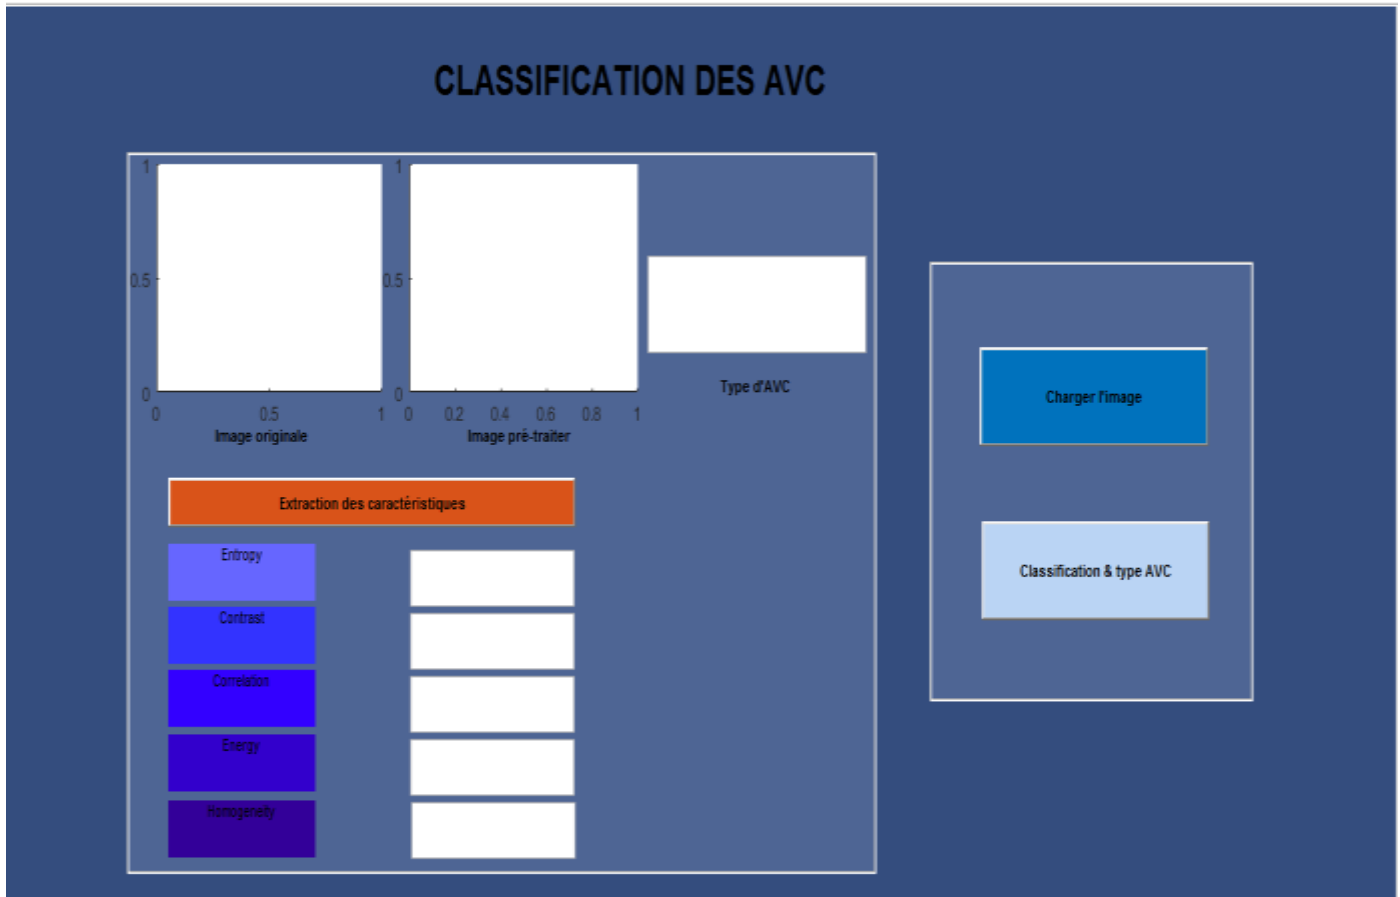 CLASSIFICATION DES AVC
1
0.5
0
0 0.5 1
Image originale
1
0.5
0
0 0.2 0.4 0.6 0.8 1
Image pré-traiter
Type d'AVC
Extraction des caractéristiques
Entropy
Contrast
Correlation
Energy
Homogeneity
Charger l'image
Classification & type AVC